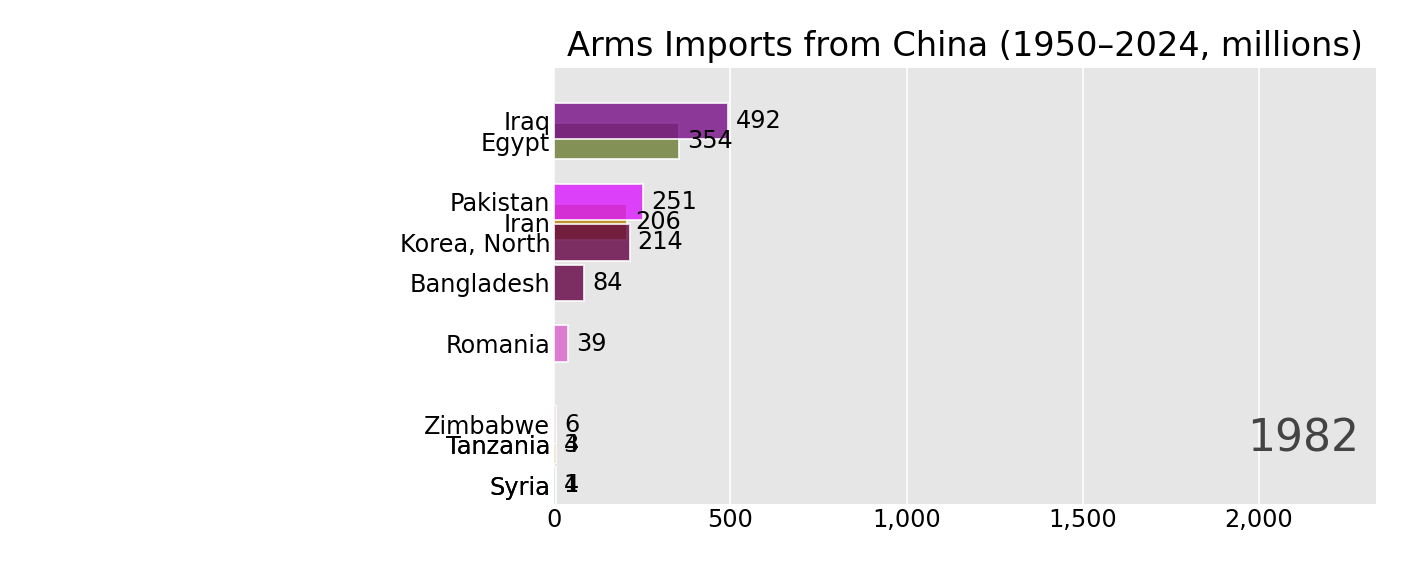 Arms Imports from China (1950–2024, millions)
Iraq 492
Egypt 354
Pakistan 251
Iran 206
Korea, North 214
Bangladesh 84
Romania 39
Zimbabwe 6
Tanzania
Syria
1982
0 500 1,000 1,500 2,000